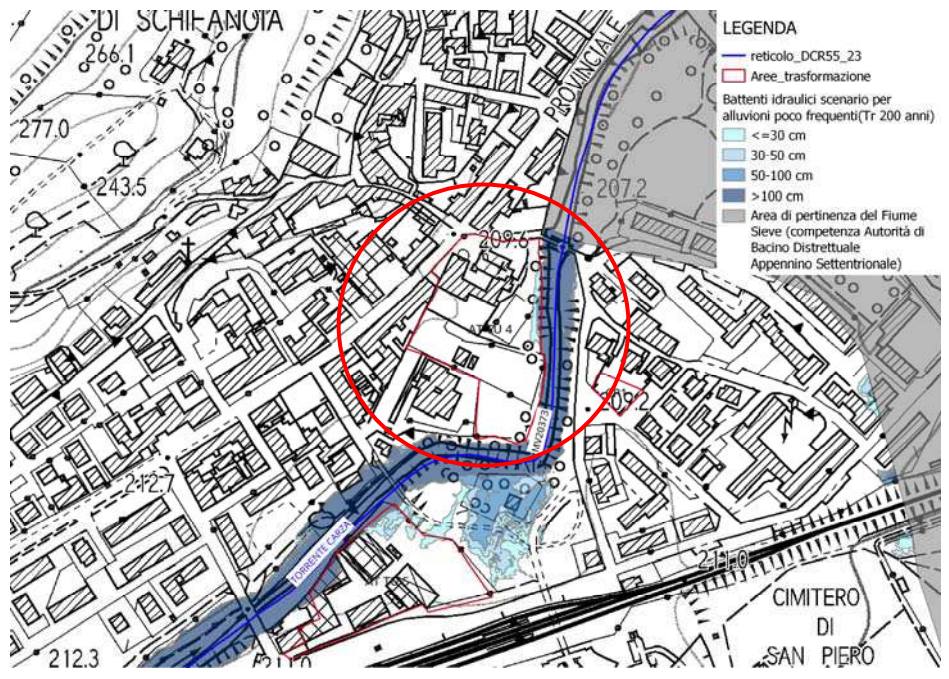 DI SCHIFANOIA
266.1
277.0
243.5
PROVINCIALE
207.2
209.6
AT TU 4
209.2
MV20373
212.7
TORRENTE CARZA
211.0
212.3
CIMITERO
DI
SAN PIERO
LEGENDA
reticolo_DCR55_23
Aree_trasformazione
Battenti idraulici scenario per
alluvioni poco frequenti(Tr 200 anni)
<=30 cm
30-50 cm
50-100 cm
>100 cm
Area di pertinenza del Fiume
Sieve (competenza Autorità di
Bacino Distrettuale
Appennino Settentrionale)